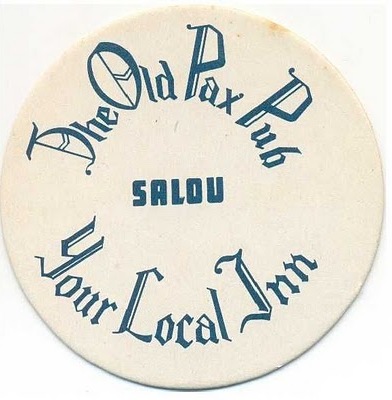 The Old Pax Pub
SALOU
Your Local Inn